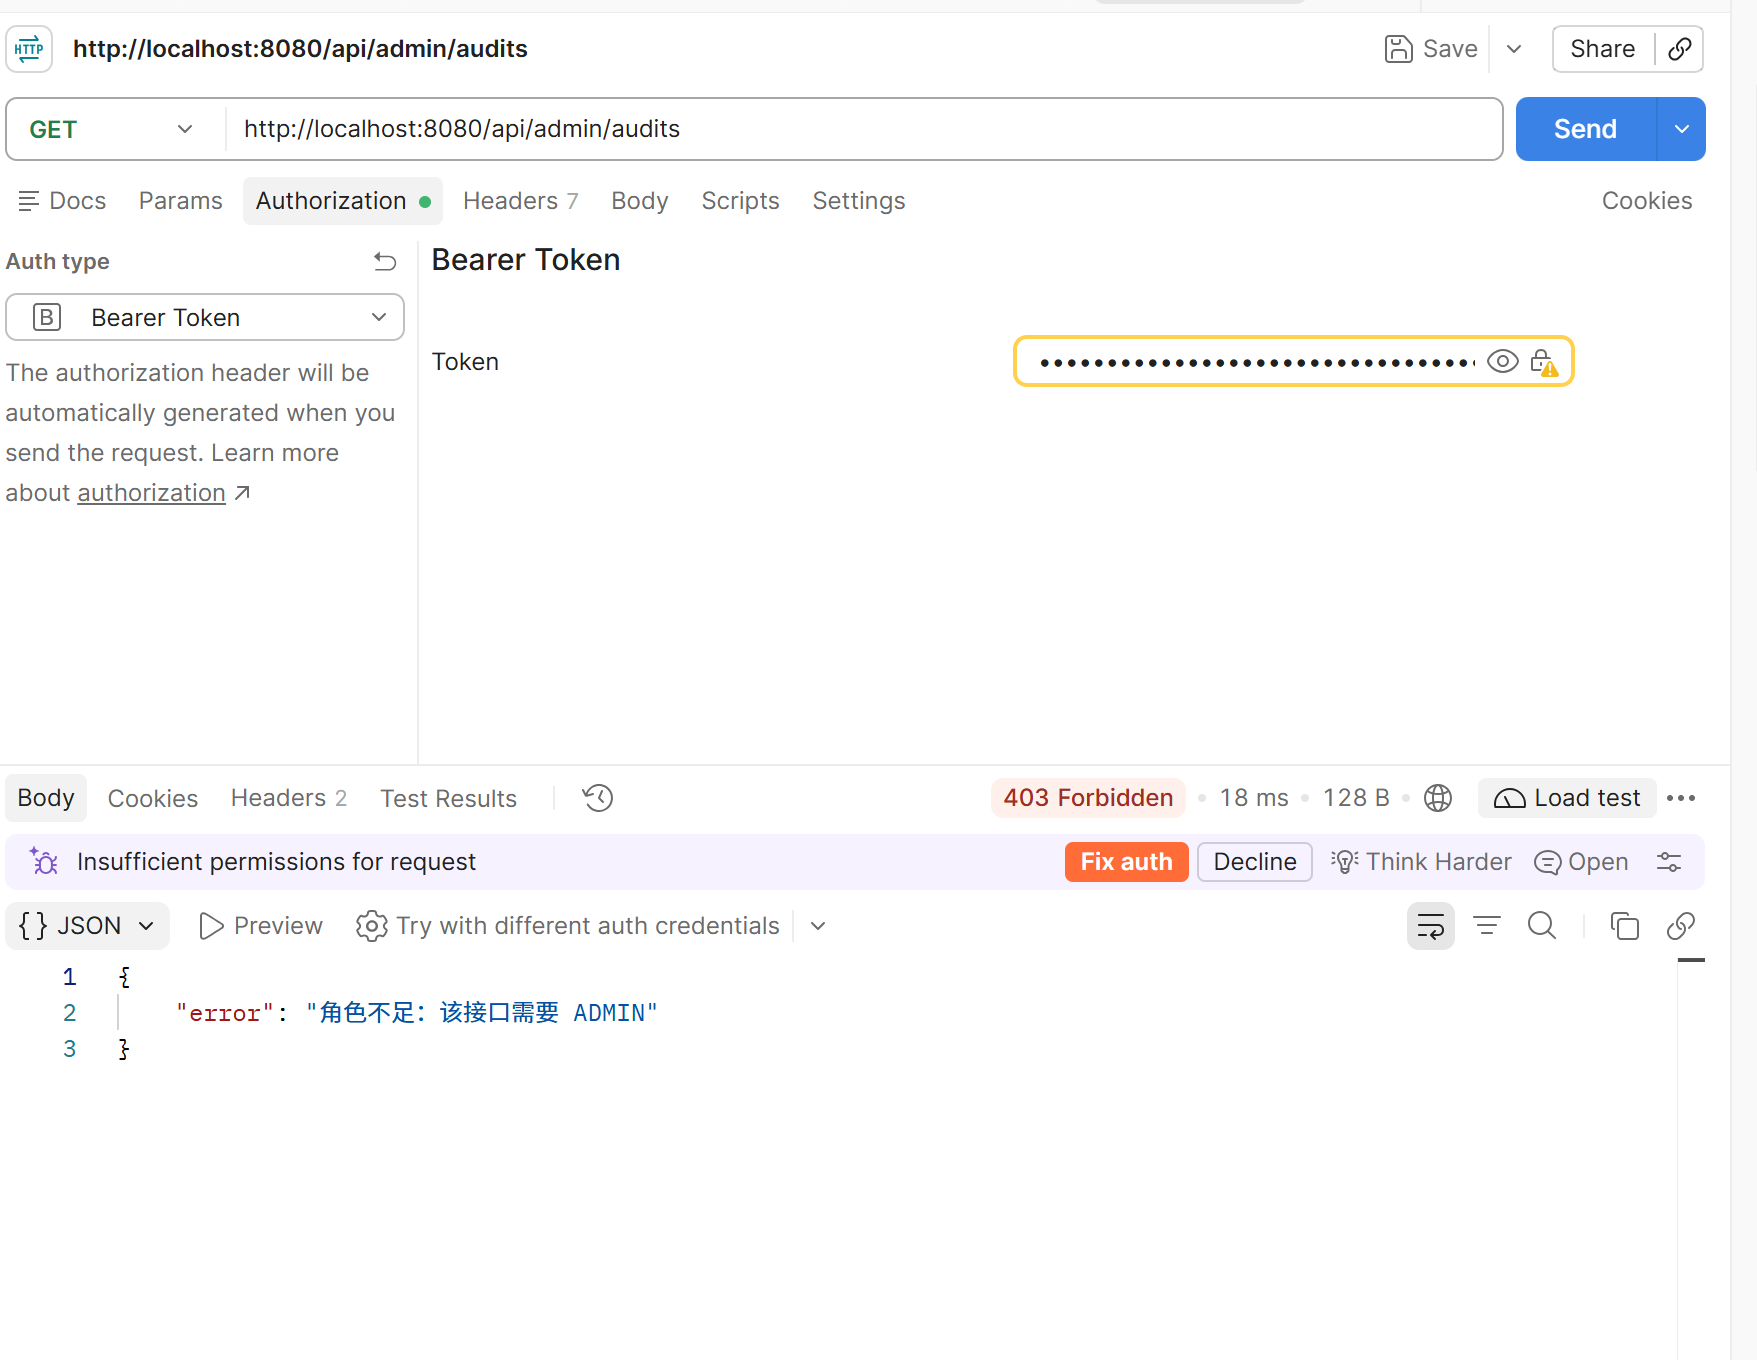 HTTP http://localhost:8080/api/admin/audits Save Share
GET http://localhost:8080/api/admin/audits Send
Docs Params Authorization Headers 7 Body Scripts Settings Cookies
Auth type
B Bearer Token
The authorization header will be
automatically generated when you
send the request. Learn more
about authorization
Bearer Token
Token
Body Cookies Headers 2 Test Results 403 Forbidden 18 ms 128 B Load test
Insufficient permissions for request Fix auth Decline Think Harder Open
{} JSON Preview Try with different auth credentials
1 {
2 "error": "角色不足：该接口需要 ADMIN"
3 }